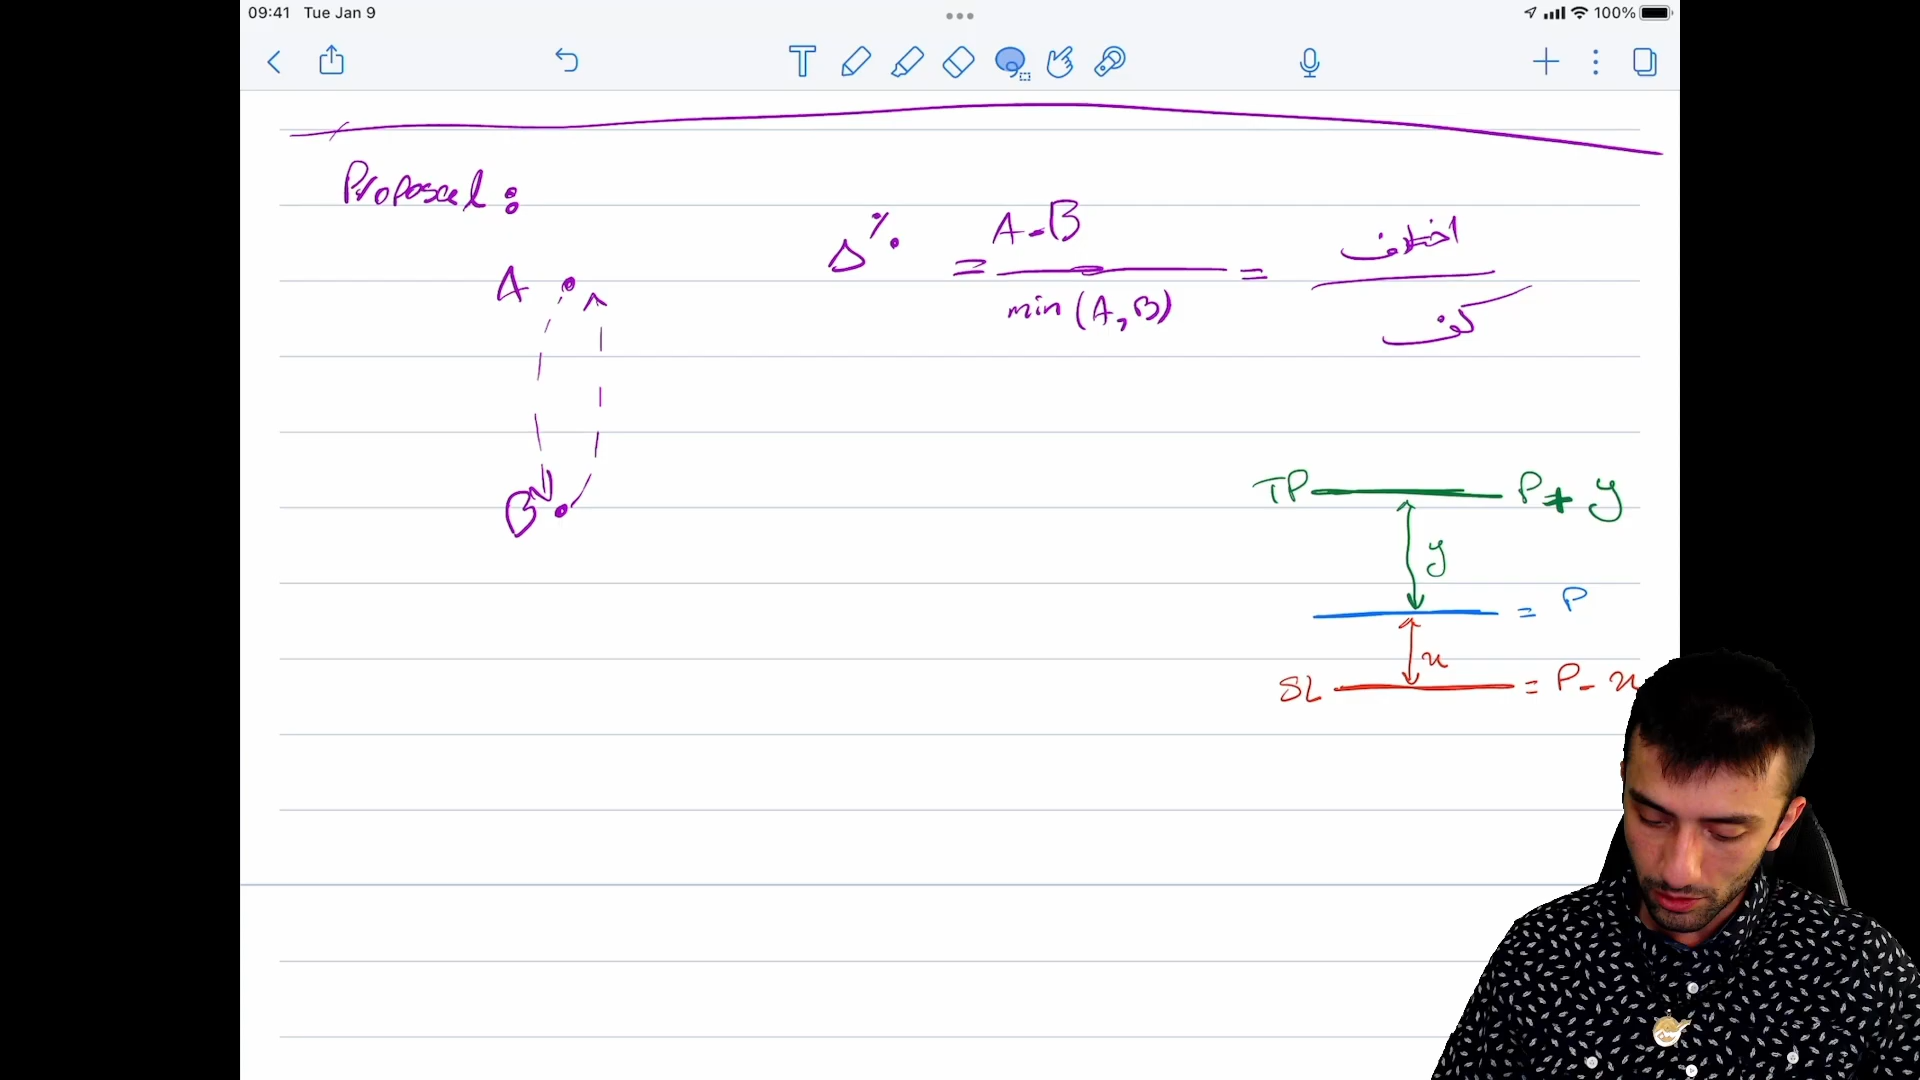 09:41 Tue Jan 9
100%
T
Proposal:
Δ% = A-B / min (A, B) = اختلاف / کف
A
B
TP P + y
y
= P
x
SL = P - x